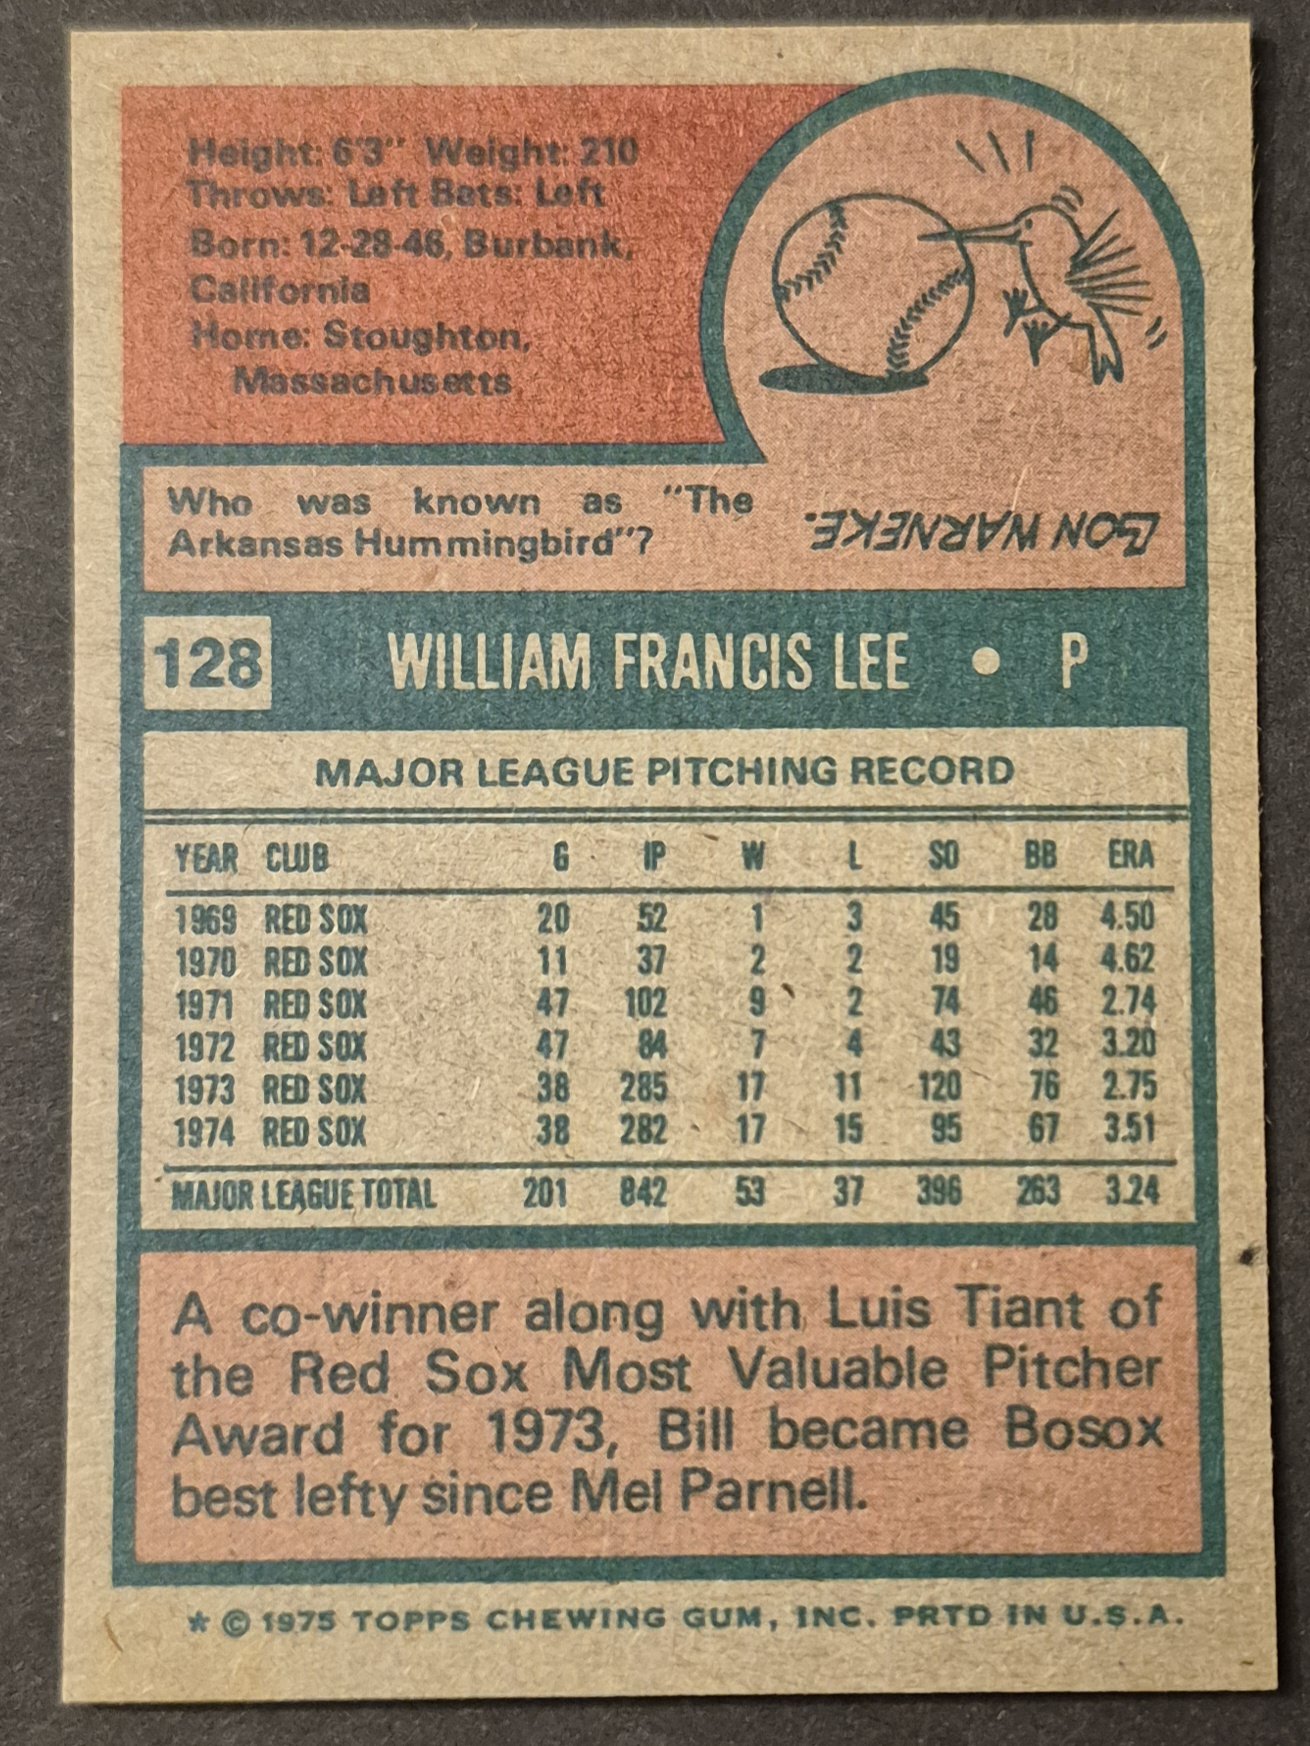 Height: 6'3" Weight: 210
Throws: Left Bats: Left
Born: 12-28-46, Burbank,
California
Home: Stoughton,
Massachusetts
Who was known as "The
Arkansas Hummingbird"?
LON WARNEKE.
128 WILLIAM FRANCIS LEE • P
MAJOR LEAGUE PITCHING RECORD
YEAR CLUB G IP W L SO BB ERA
1969 RED SOX 20 52 1 3 45 28 4.50
1970 RED SOX 11 37 2 2 19 14 4.62
1971 RED SOX 47 102 9 2 74 46 2.74
1972 RED SOX 47 84 7 4 43 32 3.20
1973 RED SOX 38 285 17 11 120 76 2.75
1974 RED SOX 38 282 17 15 95 67 3.51
MAJOR LEAGUE TOTAL 201 842 53 37 396 263 3.24
A co-winner along with Luis Tiant of
the Red Sox Most Valuable Pitcher
Award for 1973, Bill became Bosox
best lefty since Mel Parnell.
* © 1975 TOPPS CHEWING GUM, INC. PRTD IN U.S.A.